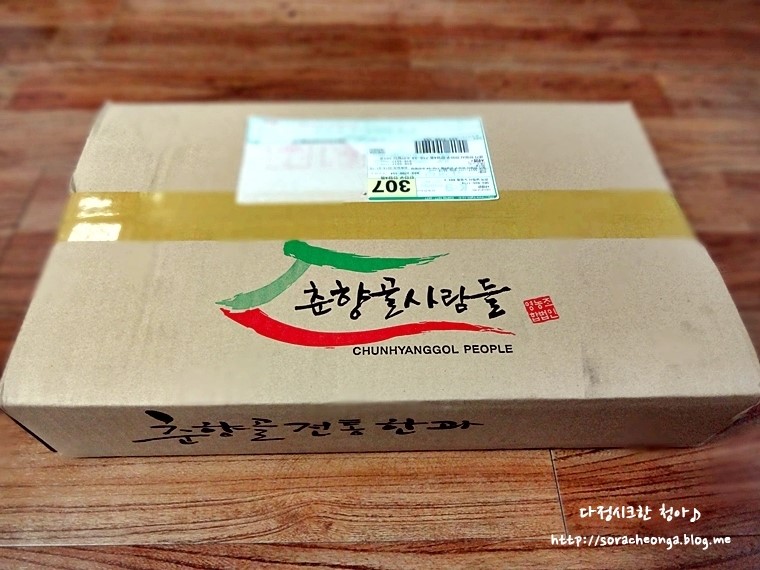 307
춘향골사람들
영농조
합법인
CHUNHYANGGOL PEOPLE
춘향골전통한과
다정시크한 청아♪
http://soracheonga.blog.me